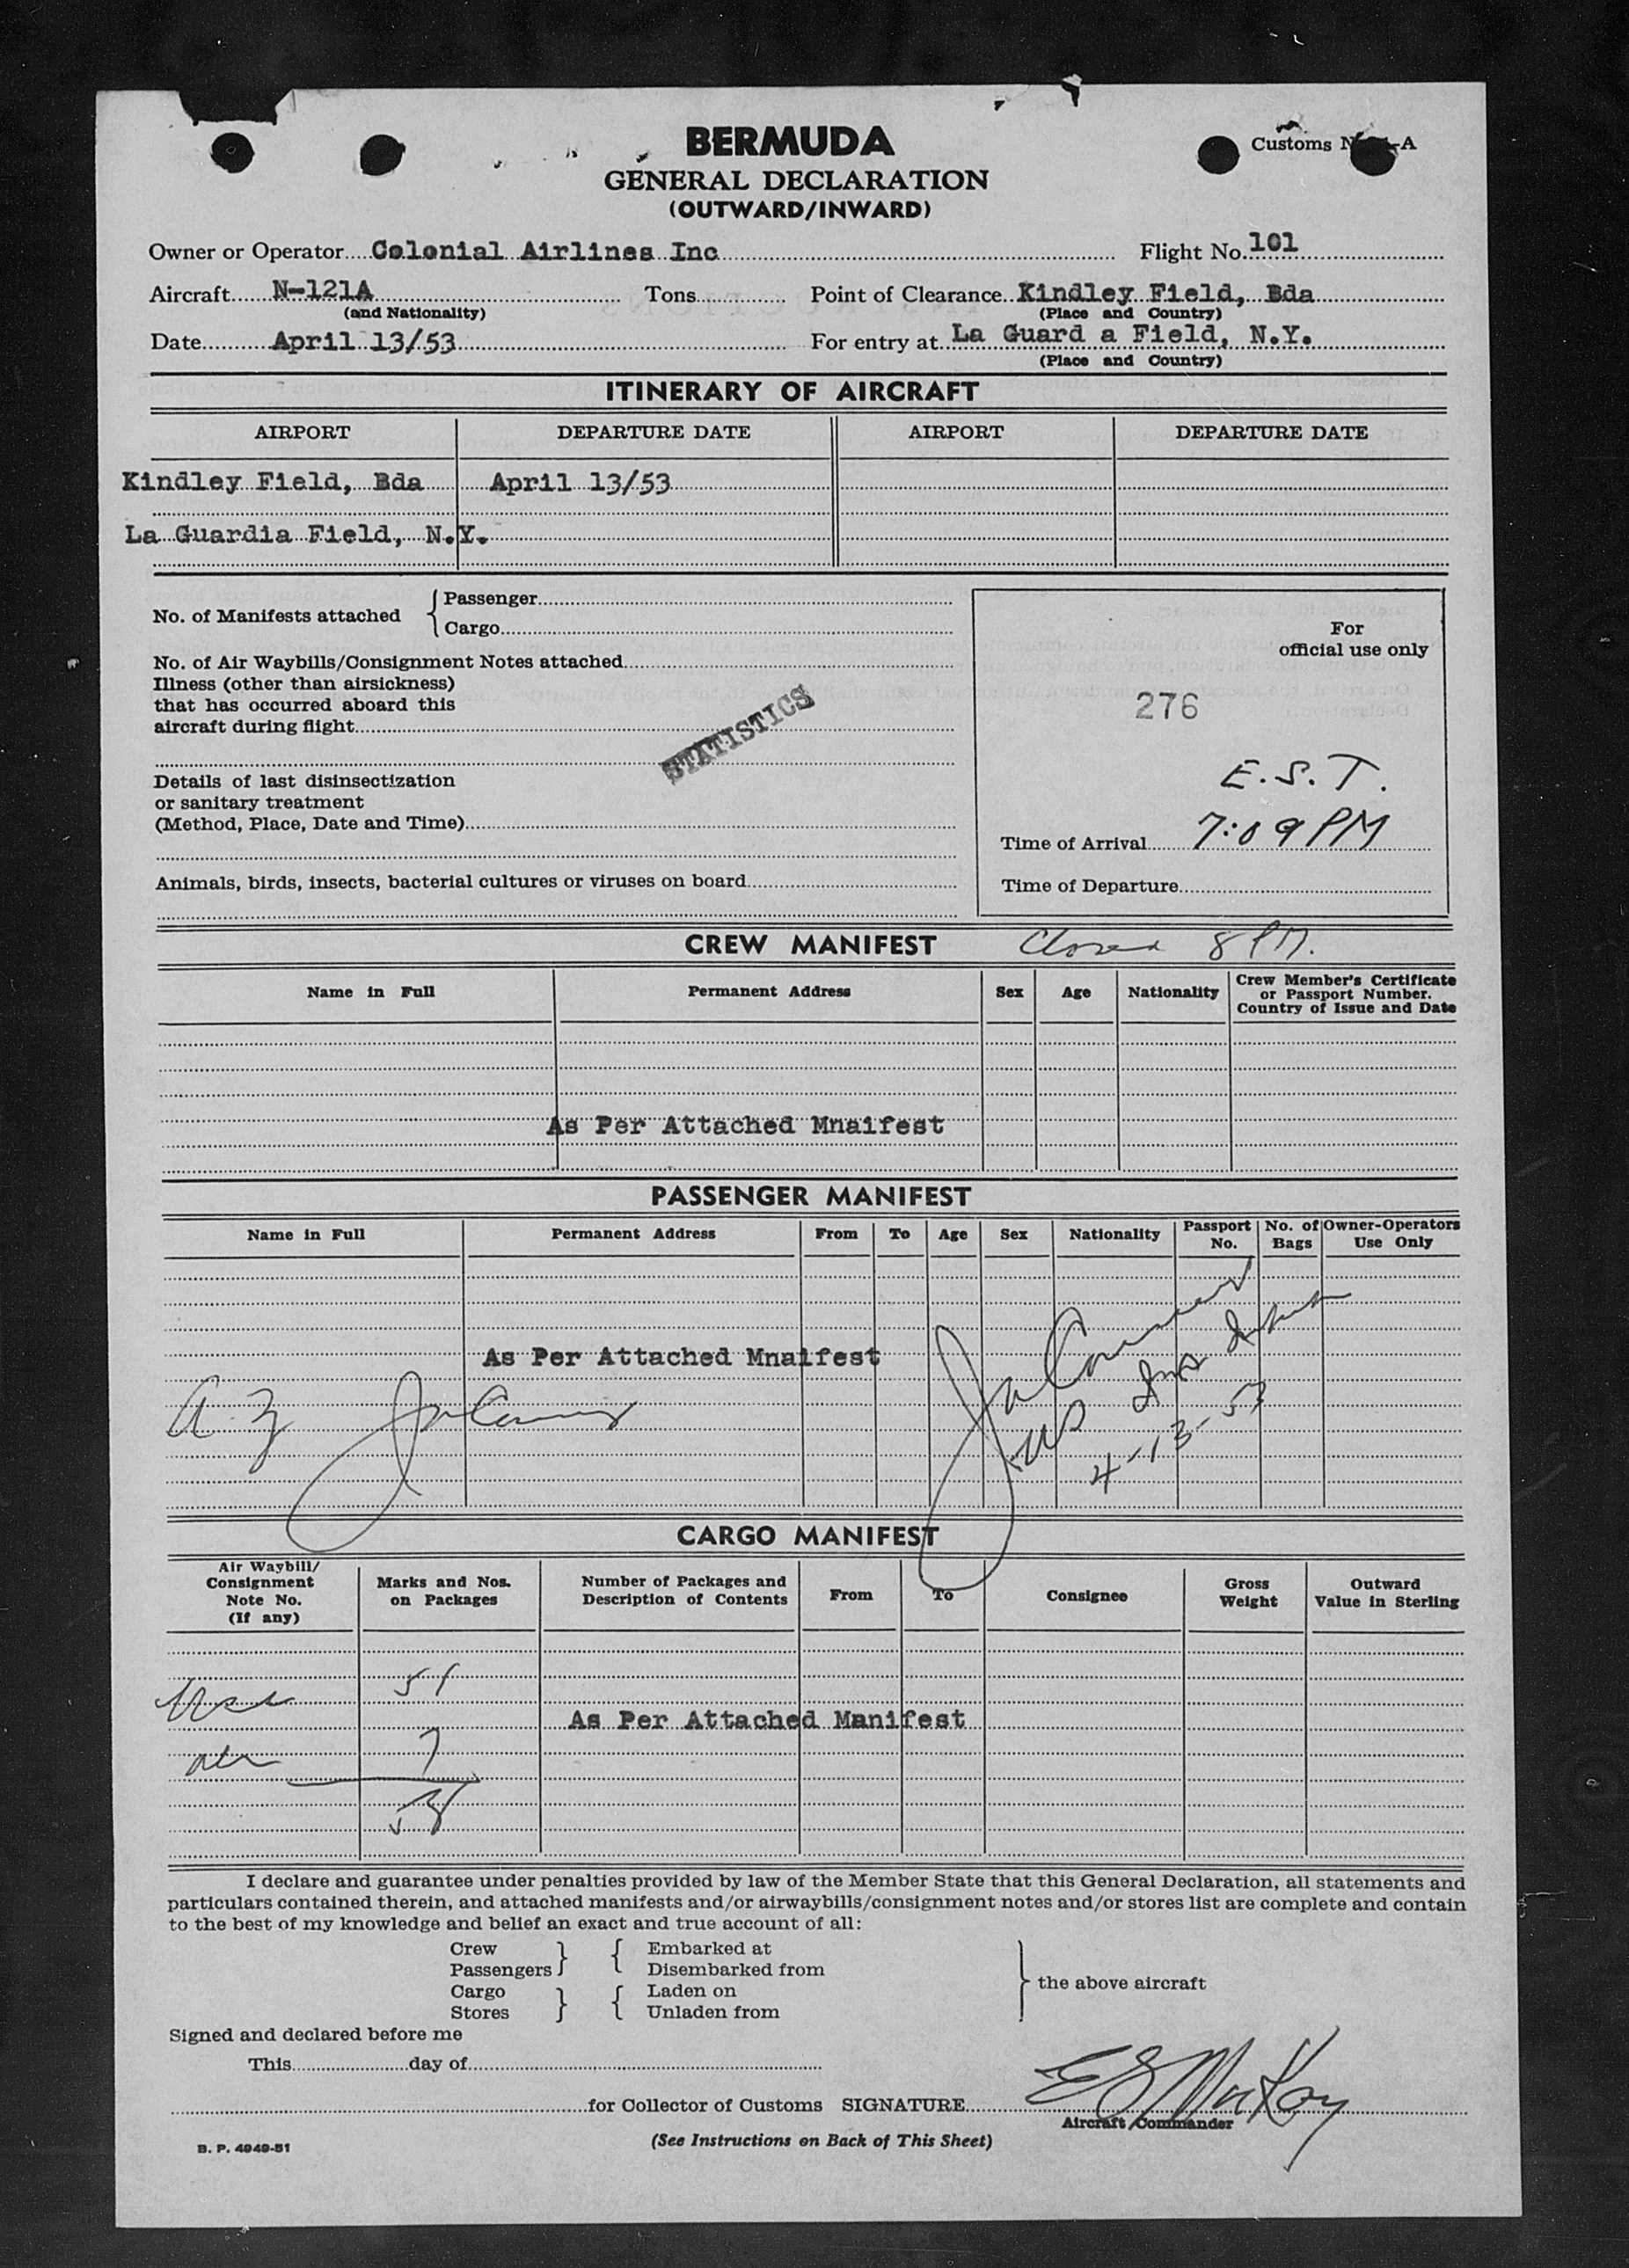 BERMUDA
Customs N -A
GENERAL DECLARATION
(OUTWARD/INWARD)
Owner or Operator Colonial Airlines Inc Flight No. 101
Aircraft N-121A Tons Point of Clearance Kindley Field, Bda
(and Nationality) (Place and Country)
Date April 13/53 For entry at La Guard a Field, N.Y.
(Place and Country)
ITINERARY OF AIRCRAFT
AIRPORT DEPARTURE DATE AIRPORT DEPARTURE DATE
Kindley Field, Bda April 13/53
La Guardia Field, N.Y.
No. of Manifests attached Passenger
Cargo
For
official use only
No. of Air Waybills/Consignment Notes attached
Illness (other than airsickness)
that has occurred aboard this
aircraft during flight
276
STATISTICS
E.S.T.
Details of last disinsectization
or sanitary treatment
(Method, Place, Date and Time)
Time of Arrival 7:09 PM
Animals, birds, insects, bacterial cultures or viruses on board
Time of Departure
CREW MANIFEST Closed 8 PM.
Name in Full Permanent Address Sex Age Nationality Crew Member's Certificate
or Passport Number.
Country of Issue and Date
As Per Attached Mnaifest
PASSENGER MANIFEST
Name in Full Permanent Address From To Age Sex Nationality Passport No. No. of Bags Owner-Operators Use Only
As Per Attached Mnaifest
4-13-53
CARGO MANIFEST
Air Waybill/
Consignment
Note No.
(If any)
Marks and Nos.
on Packages
Number of Packages and
Description of Contents
From To Consignee Gross
Weight
Outward
Value in Sterling
51
As Per Attached Manifest
7
58
I declare and guarantee under penalties provided by law of the Member State that this General Declaration, all statements and
particulars contained therein, and attached manifests and/or airwaybills/consignment notes and/or stores list are complete and contain
to the best of my knowledge and belief an exact and true account of all:
Crew Embarked at
Passengers Disembarked from
the above aircraft
Cargo Laden on
Stores Unladen from
Signed and declared before me
This day of
for Collector of Customs SIGNATURE
Aircraft Commander
B. P. 4949-51
(See Instructions on Back of This Sheet)